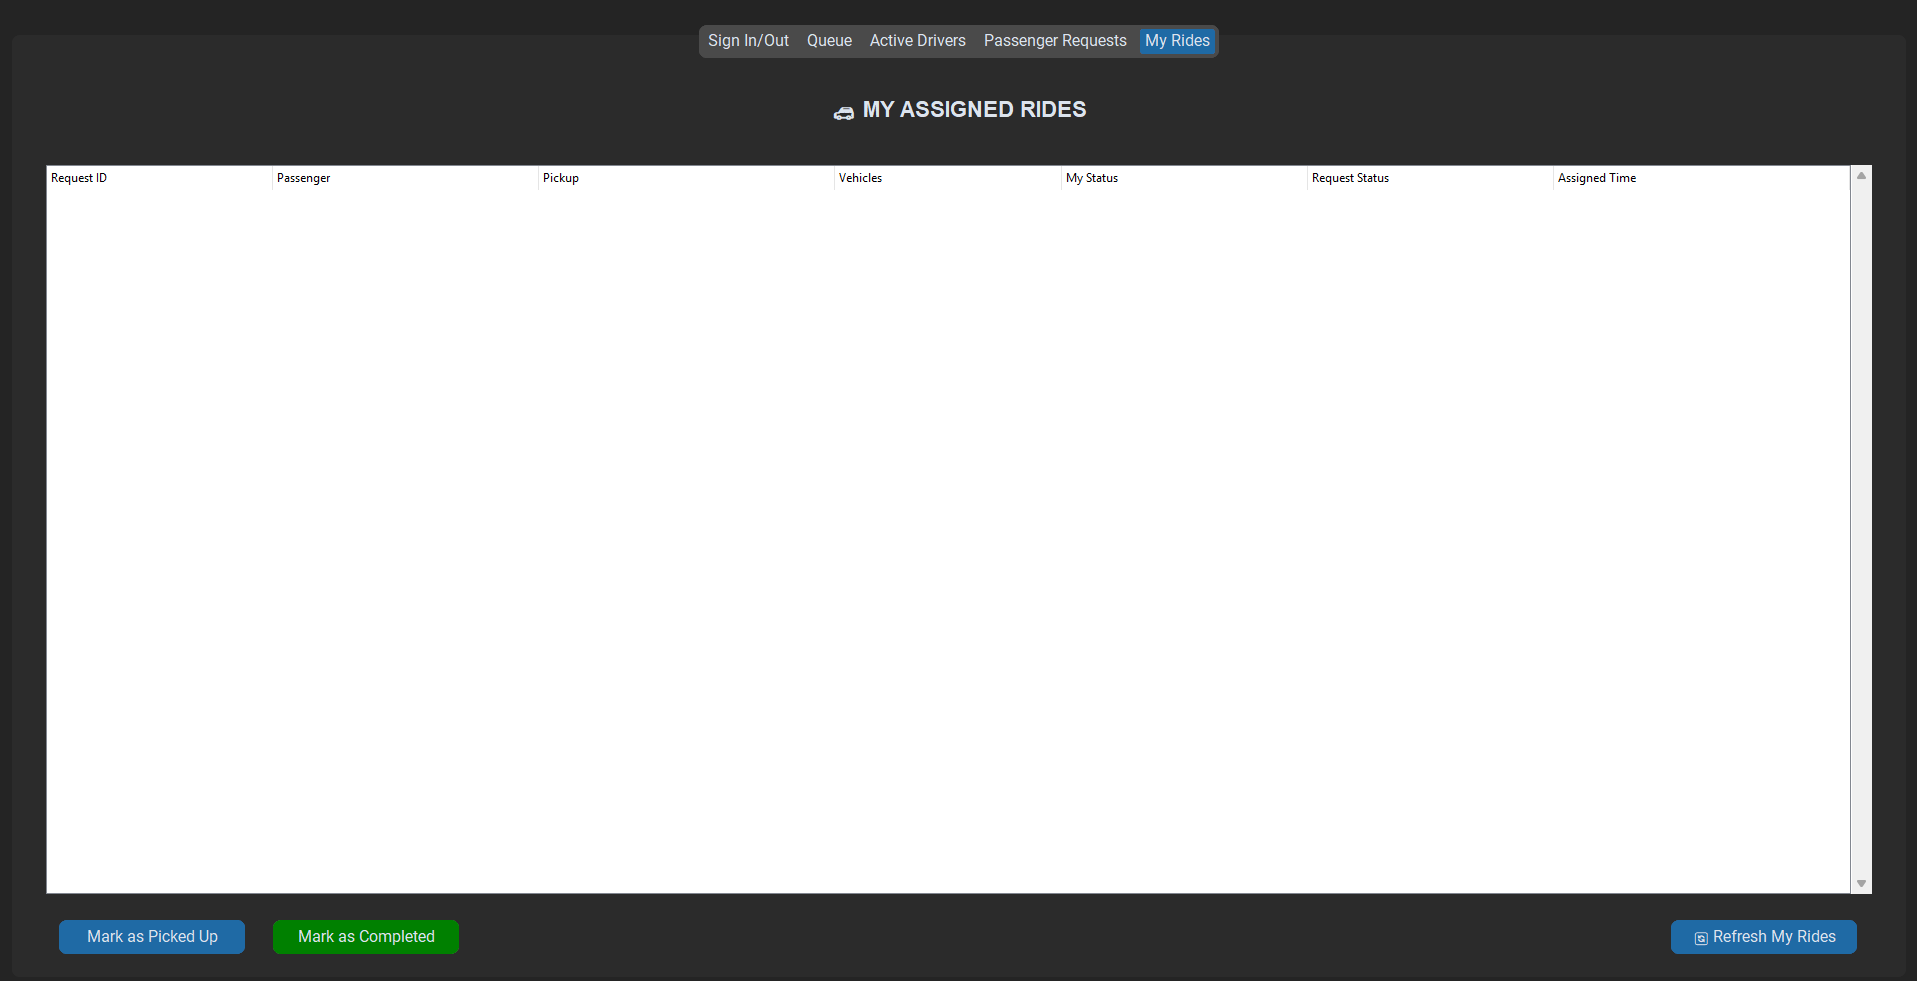 Sign In/Out Queue Active Drivers Passenger Requests My Rides
MY ASSIGNED RIDES
Request ID Passenger Pickup Vehicles My Status Request Status Assigned Time
Mark as Picked Up Mark as Completed Refresh My Rides